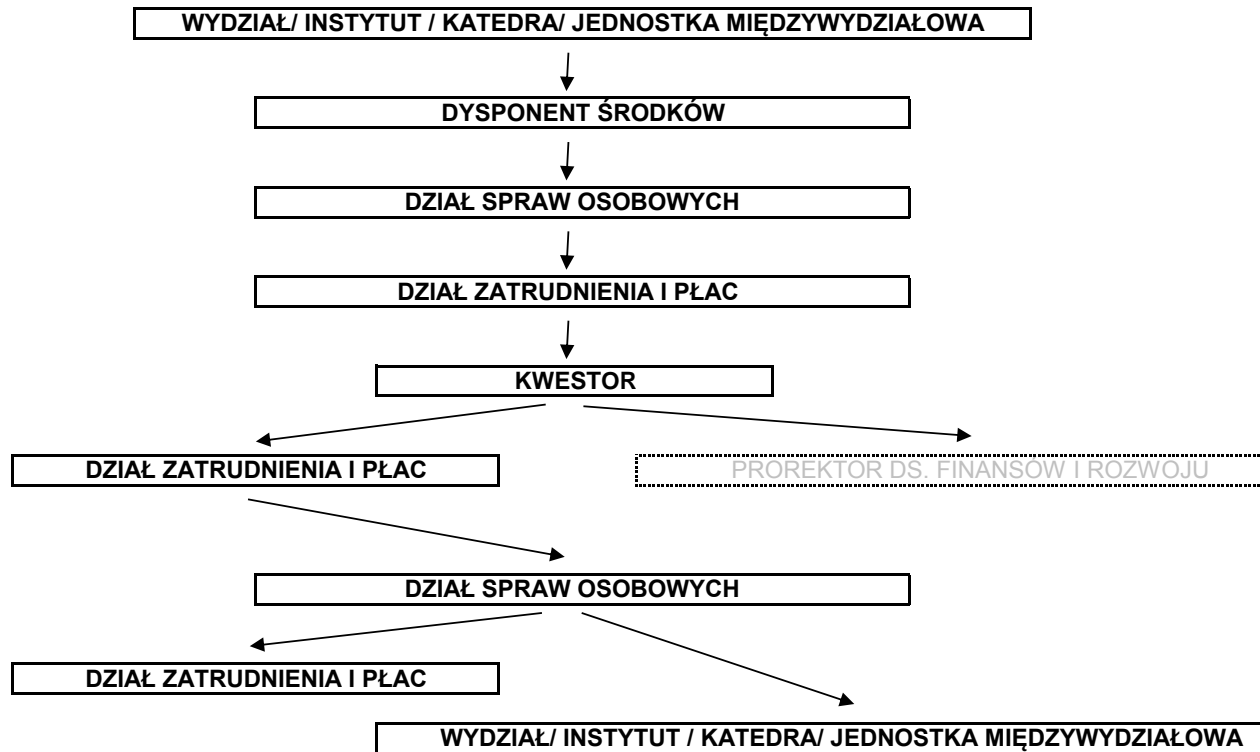 WYDZIAŁ/ INSTYTUT / KATEDRA/ JEDNOSTKA MIĘDZYWYDZIAŁOWA
DYSPONENT ŚRODKÓW
DZIAŁ SPRAW OSOBOWYCH
DZIAŁ ZATRUDNIENIA I PŁAC
KWESTOR
DZIAŁ ZATRUDNIENIA I PŁAC
PROREKTOR DS. FINANSÓW I ROZWOJU
DZIAŁ SPRAW OSOBOWYCH
DZIAŁ ZATRUDNIENIA I PŁAC
WYDZIAŁ/ INSTYTUT / KATEDRA/ JEDNOSTKA MIĘDZYWYDZIAŁOWA